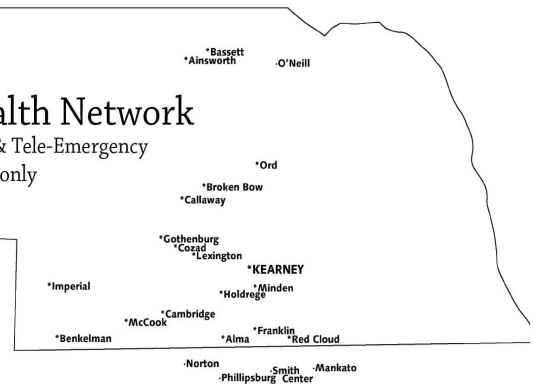 *Bassett
*Ainsworth
·O'Neill
alth Network
& Tele-Emergency
only
*Ord
*Broken Bow
*Callaway
*Gothenburg
*Cozad
*Lexington
*KEARNEY
*Imperial
*Minden
*Holdrege
*Cambridge
*McCook
*Franklin
*Benkelman
*Alma
*Red Cloud
·Norton
·Smith Center
·Mankato
·Phillipsburg